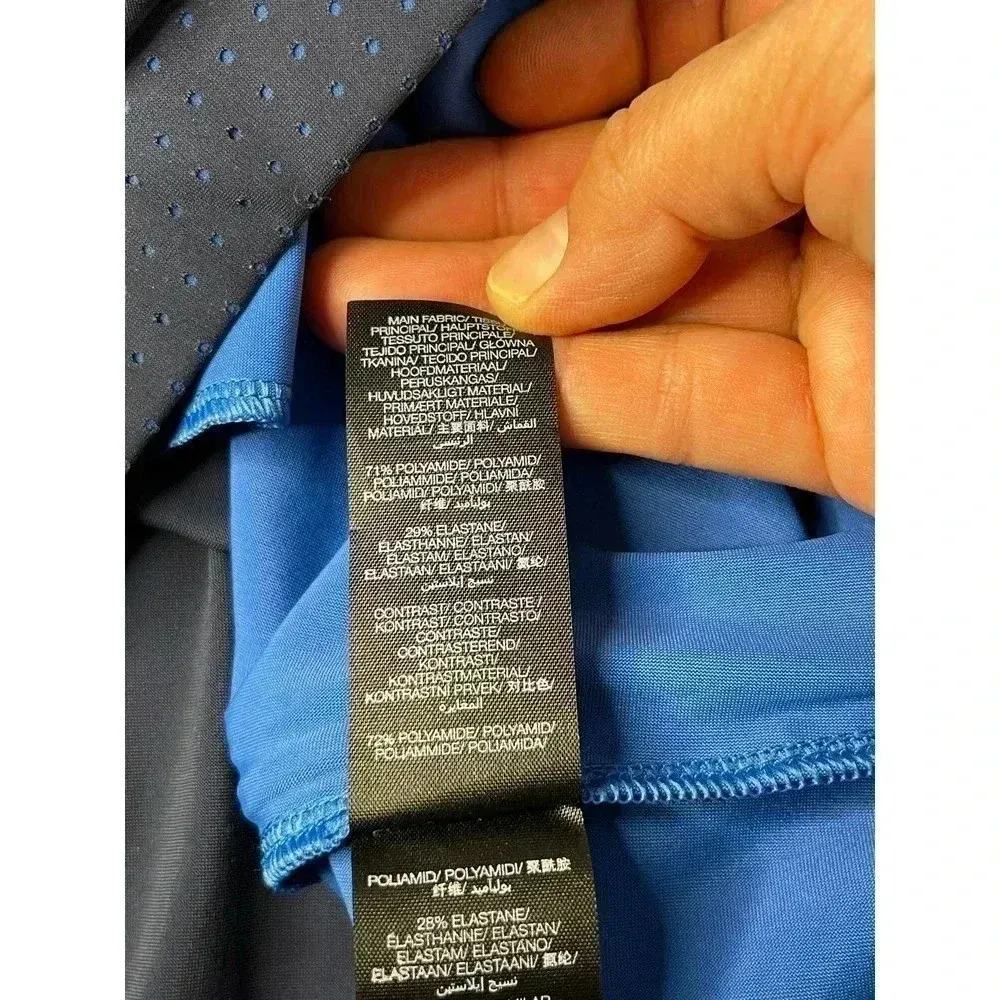 MAIN FABRIC/
PRINCIPAL/ HAUPTSTOF
TESSUTO PRINCIPALE/
TEJIDO PRINCIPAL/ GŁÓWNA
TKANINA/ TECIDO PRINCIPAL/
HOOFDMATERIAAL/
PERUSKANGAS/
HUVUDSAKLIGT MATERIAL/
PRIMÆRT MATERIALE/
HOVEDSTOFF/ HLAVNÍ
MATERIÁL/ 主要面料/ القماش
الرئيسي
71% POLYAMIDE/ POLYAMID/
POLIAMMIDE/ POLIAMIDA/
POLIAMID/ POLYAMIDI/ 聚酰胺
纤维/ بولياميد
29% ELASTANE/
ÉLASTHANNE/ ELASTAN/
ELASTAM/ ELASTANO/
ELASTAAN/ ELASTAANI/ 氨纶/
نسيج إيلاستين
CONTRAST/ CONTRASTE/
KONTRAST/ CONTRASTO/
CONTRASTE/
CONTRASTEREND/
KONTRASTI/
KONTRASTMATERIAL/
KONTRASTNÍ PRVEK/ 对比色/
المغايرة
72% POLYAMIDE/ POLYAMID/
POLIAMMIDE/ POLIAMIDA/
POLIAMID/ POLYAMIDI/ 聚酰胺
纤维/ بولياميد
28% ELASTANE/
ÉLASTHANNE/ ELASTAN/
ELASTAM/ ELASTANO/
ELASTAAN/ ELASTAANI/ 氨纶/
نسيج إيلاستين